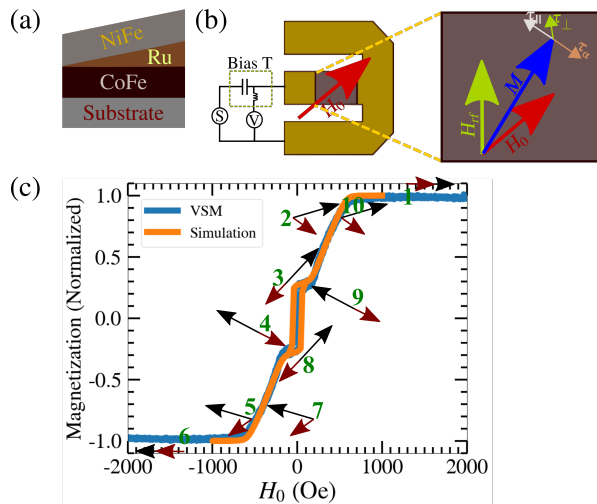 (a)
NiFe
Ru
CoFe
Substrate
(b)
Bias T
S
V
H0
τ||
τ⊥
τα
M
Hrf
H0
(c)
Magnetization (Normalized)
1.0
0.5
0.0
-0.5
-1.0
VSM
Simulation
1
2
10
3
9
4
8
5
7
6
-2000 -1000 0 1000 2000
H0 (Oe)